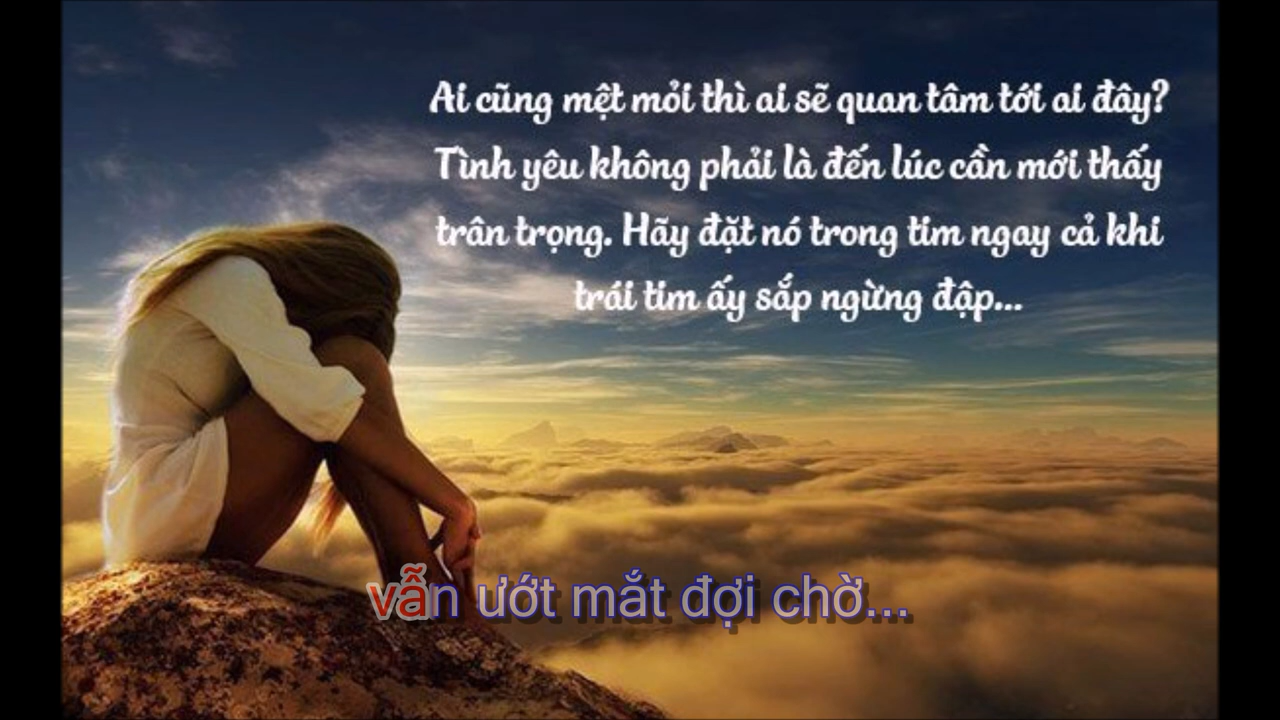 Ai cũng mệt mỏi thì ai sẽ quan tâm tới ai đây?
Tình yêu không phải là đến lúc cần mới thấy
trân trọng. Hãy đặt nó trong tim ngay cả khi
trái tim ấy sắp ngừng đập...
vẫn ướt mắt đợi chờ...